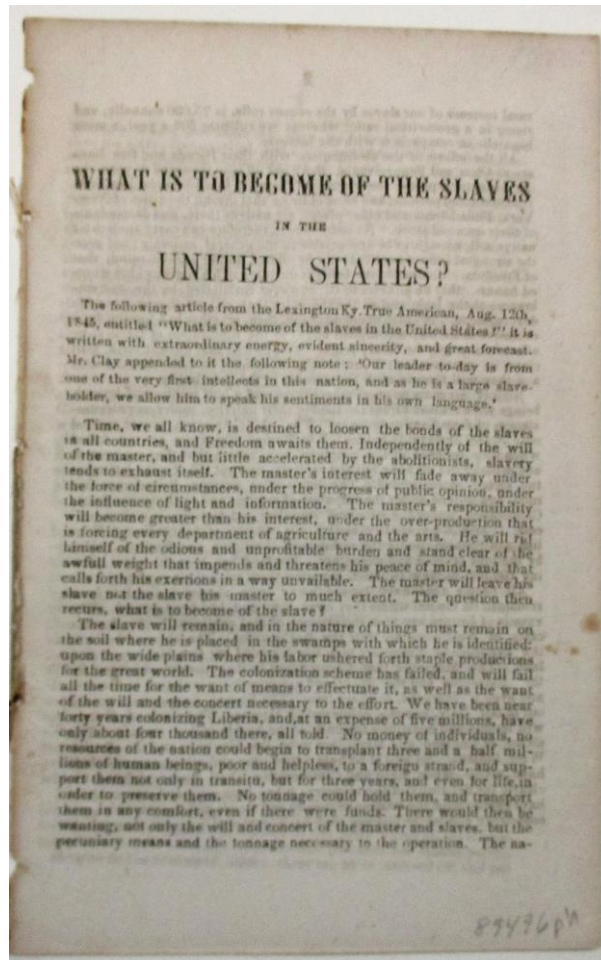 WHAT IS TO BECOME OF THE SLAVES
IN THE
UNITED STATES?
The following article from the Lexington Ky. True American, Aug. 12th,
1845, entitled "What is to become of the slaves in the United States?" it is
written with extraordinary energy, evident sincerity, and great forecast.
Mr. Clay appended to it the following note: 'Our leader to-day is from
one of the very first intellects in this nation, and as he is a large slave-
holder, we allow him to speak his sentiments in his own language.'
Time, we all know, is destined to loosen the bonds of the slaves
in all countries, and Freedom awaits them. Independently of the will
of the master, and but little accelerated by the abolitionists, slavery
tends to exhaust itself. The master's interest will fade away under
the force of circumstances, under the progress of public opinion, under
the influence of light and information. The master's responsibility
will become greater than his interest, under the over-production that
is forcing every department of agriculture and the arts. He will rid
himself of the odious and unprofitable burden and stand clear of the
awfull weight that impends and threatens his peace of mind, and that
calls forth his exertions in a way unvailable. The master will leave his
slave not the slave his master to much extent. The question then
recurs, what is to become of the slave?
The slave will remain, and in the nature of things must remain on
the soil where he is placed in the swamps with which he is identified:
upon the wide plains where his labor ushered forth staple productions
for the great world. The colonization scheme has failed, and will fail
all the time for the want of means to effectuate it, as well as the want
of the will and the concert necessary to the effort. We have been near
forty years colonizing Liberia, and,at an expense of five millions, have
only about four thousand there, all told. No money of individuals, no
resources of the nation could begin to transplant three and a half mil-
lions of human beings, poor and helpless, to a foreign strand, and sup-
port them not only in transitu, but for three years, and even for life,in
order to preserve them. No tonnage could hold them, and transport
them in any comfort, even if there were funds. There would then be
wanting, not only the will and concert of the master and slaves, but the
pecuniary means and the tonnage necessary to the operation. The na-